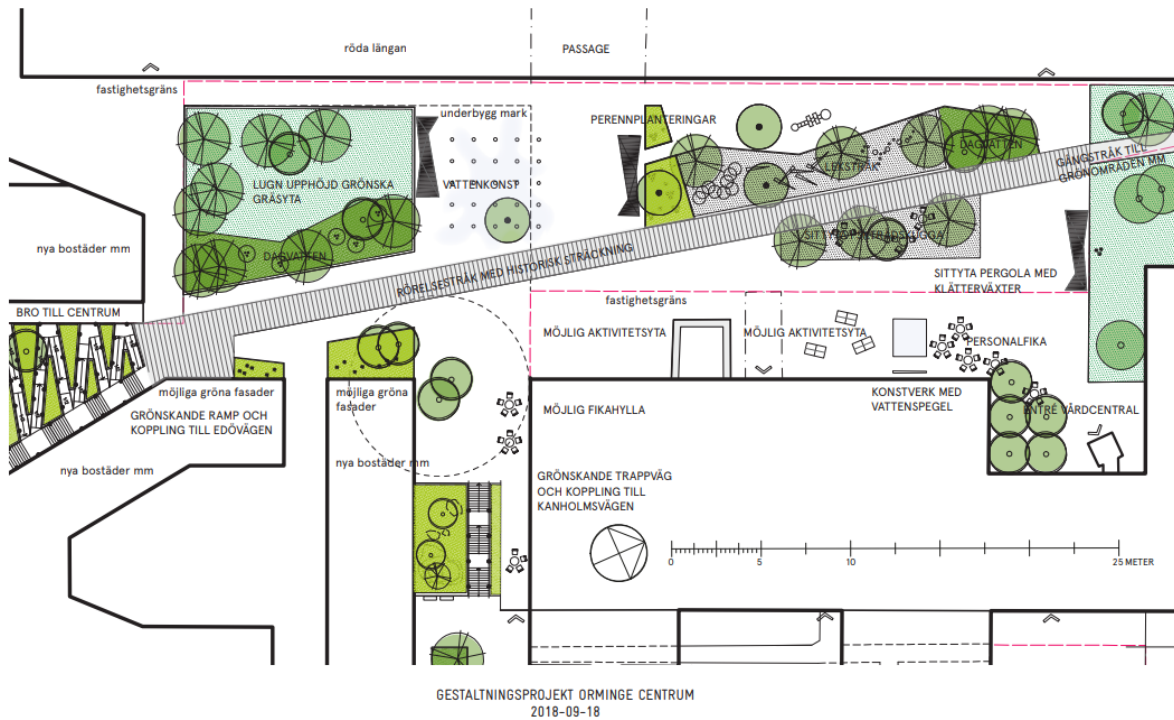 röda längan
PASSAGE
fastighetsgräns
underbygg mark
PERENNPLANTERINGAR
DAGVATTEN
LEKSTRÅK
GÅNGSTRÅK TILL
GRÖNOMRÅDEN MM
LUGN UPPHÖJD GRÖNSKA
GRÄSYTA
VATTENKONST
nya bostäder mm
DAGVATTEN
RÖRELSESTRÅK MED HISTORISK STRÄCKNING
SITTYTA PERGOLA MED
KLÄTTERVÄXTER
fastighetsgräns
BRO TILL CENTRUM
MÖJLIG AKTIVITETSYTA
MÖJLIG AKTIVITETSYTA
PERSONALFIKA
möjliga gröna fasader
möjliga gröna
fasader
GRÖNSKANDE RAMP OCH
KOPPLING TILL EDÖVÄGEN
MÖJLIG FIKAHYLLA
KONSTVERK MED
VATTENSPEGEL
ENTRÉ VÅRDCENTRAL
nya bostäder mm
nya bostäder mm
GRÖNSKANDE TRAPPVÄG
OCH KOPPLING TILL
KANHOLMSVÄGEN
0 5 10 25 METER
GESTALTNINGSPROJEKT ORMINGE CENTRUM
2018-09-18